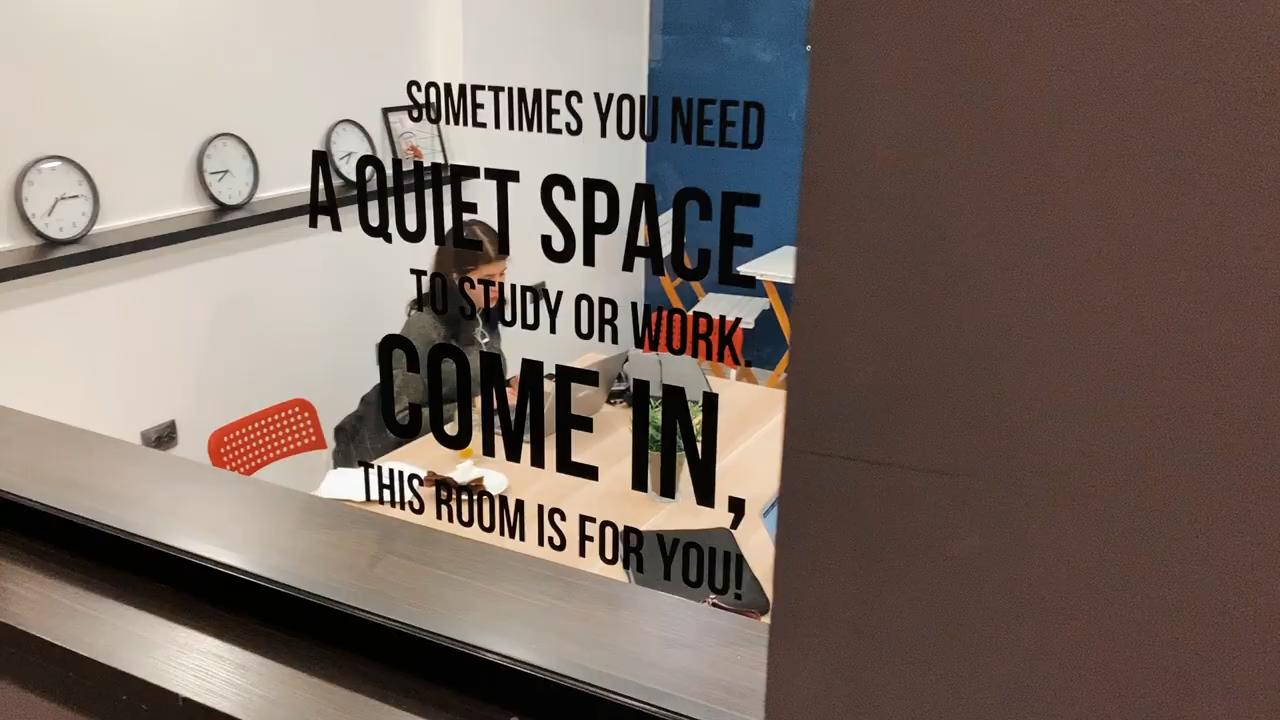 SOMETIMES YOU NEED
A QUIET SPACE
TO STUDY OR WORK.
COME IN,
THIS ROOM IS FOR YOU!